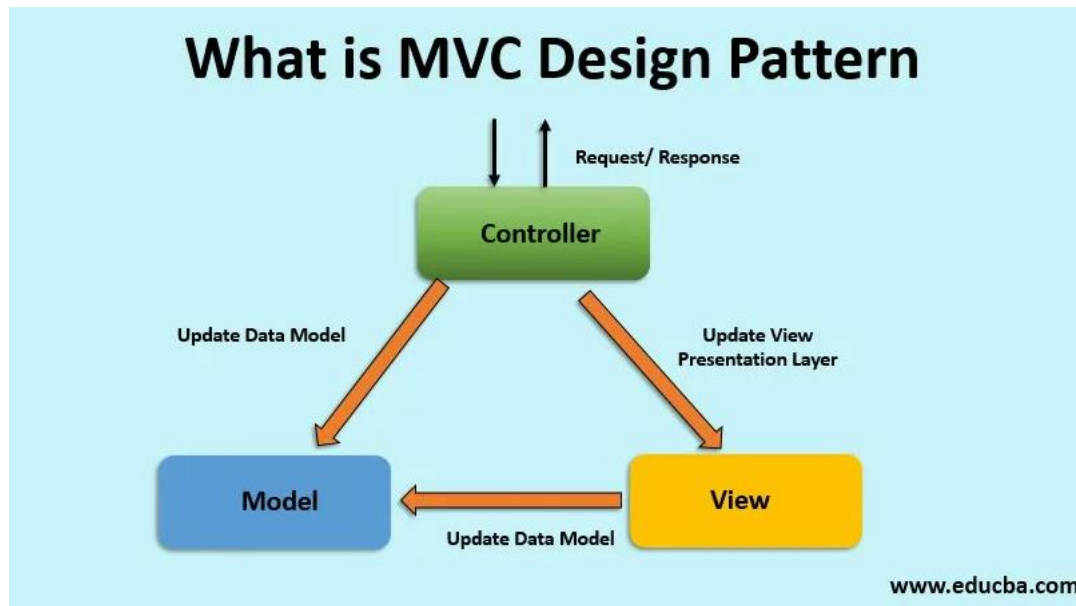 What is MVC Design Pattern
Request/ Response
Controller
Update Data Model
Update View
Presentation Layer
Model
View
Update Data Model
www.educba.com